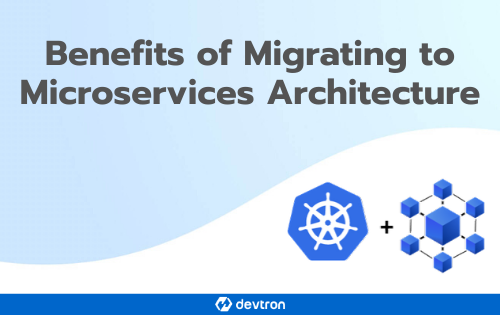 Benefits of Migrating to
Microservices Architecture
+
devtron